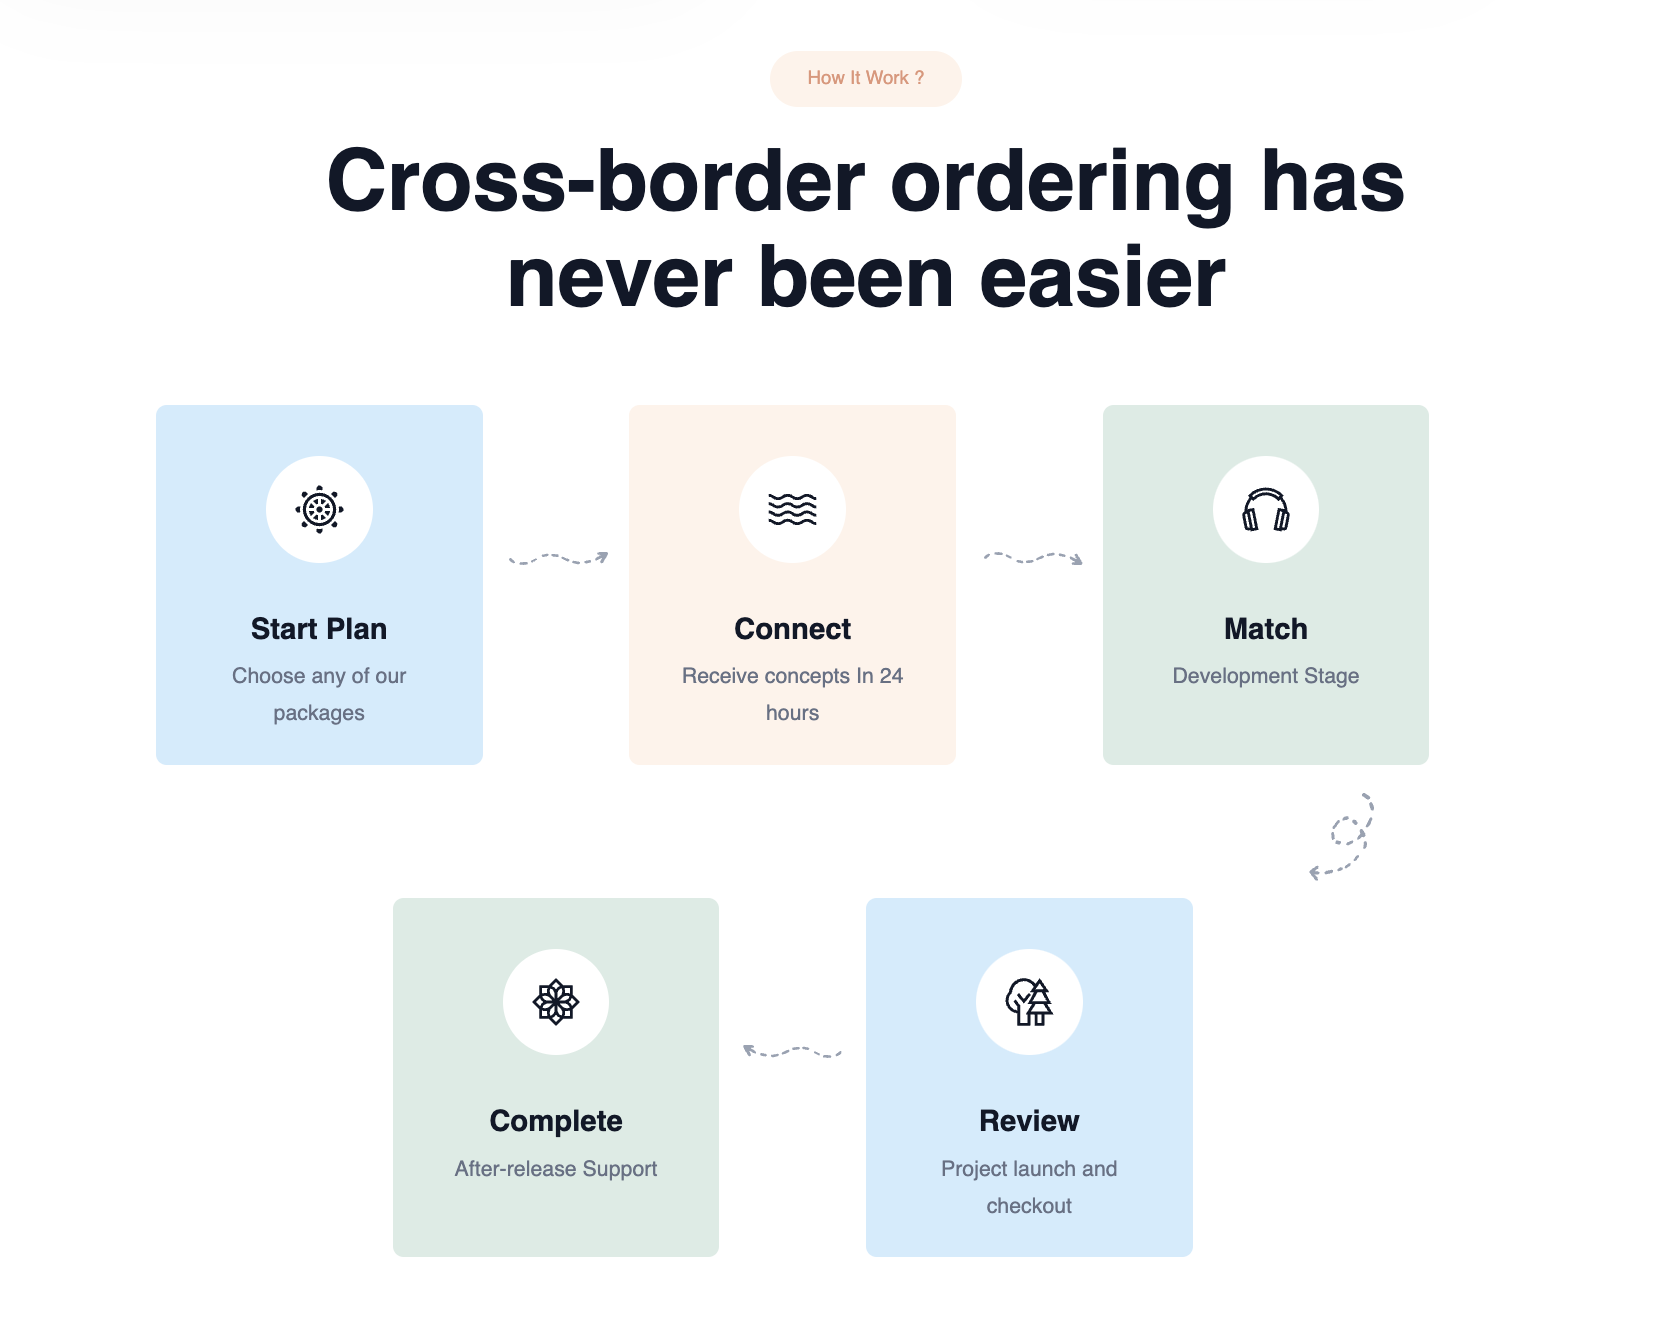 How It Work ?
Cross-border ordering has
never been easier
Start Plan
Choose any of our
packages
Connect
Receive concepts In 24
hours
Match
Development Stage
Complete
After-release Support
Review
Project launch and
checkout